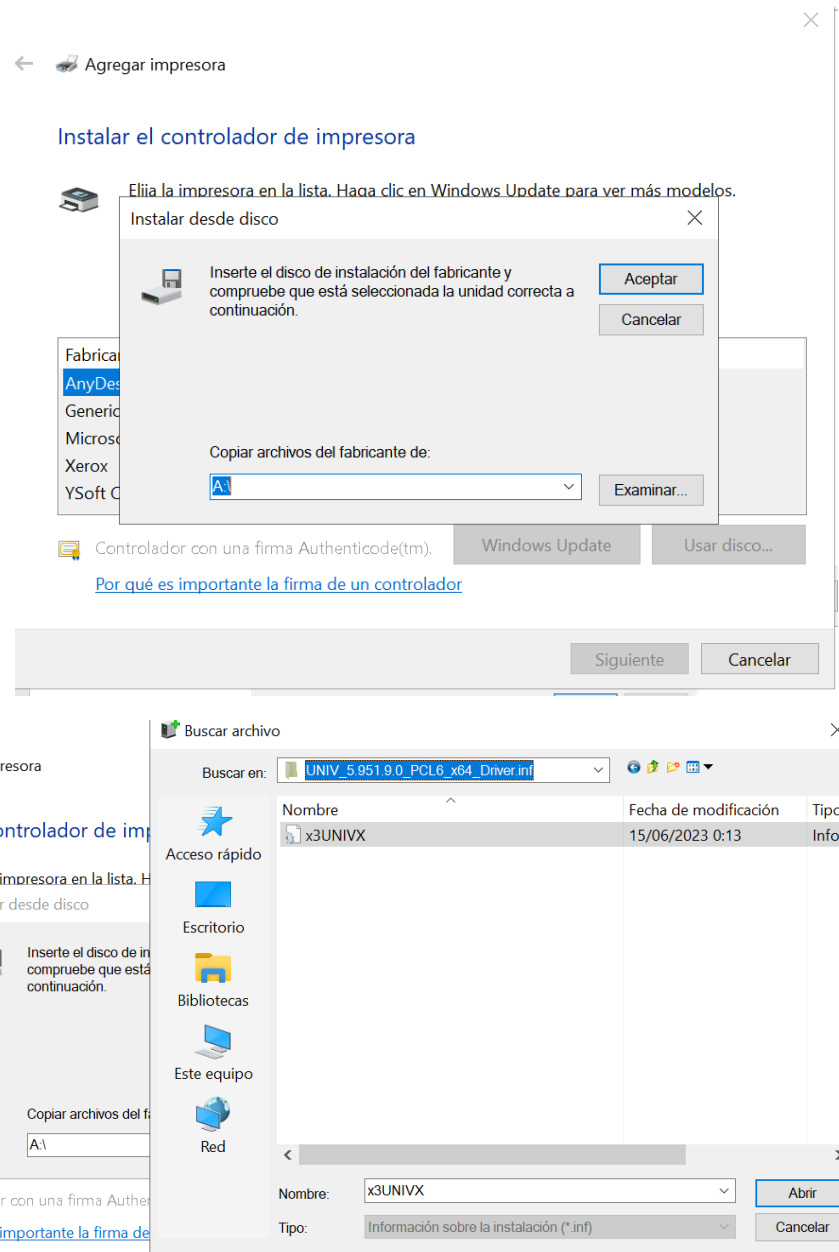 Agregar impresora
Instalar el controlador de impresora
Elija la impresora en la lista. Haga clic en Windows Update para ver más modelos.
Instalar desde disco
Inserte el disco de instalación del fabricante y
compruebe que está seleccionada la unidad correcta a
continuación.
Aceptar
Cancelar
Fabricar
AnyDes
Generic
Microso
Xerox
YSoft C
Copiar archivos del fabricante de:
A:\
Examinar...
Controlador con una firma Authenticode(tm).
Windows Update
Usar disco...
Por qué es importante la firma de un controlador
Siguiente
Cancelar
Buscar archivo
presora
Buscar en:
UNIV_5.951.9.0_PCL6_x64_Driver.inf
ontrolador de imp
impresora en la lista. H
r desde disco
Inserte el disco de in
compruebe que está
continuación.
Copiar archivos del fa
A:\
r con una firma Authen
importante la firma de
Acceso rápido
Escritorio
Bibliotecas
Este equipo
Red
Nombre
Fecha de modificación
Tipo
x3UNIVX
15/06/2023 0:13
Info
Nombre:
x3UNIVX
Abrir
Tipo:
Información sobre la instalación (*.inf)
Cancelar